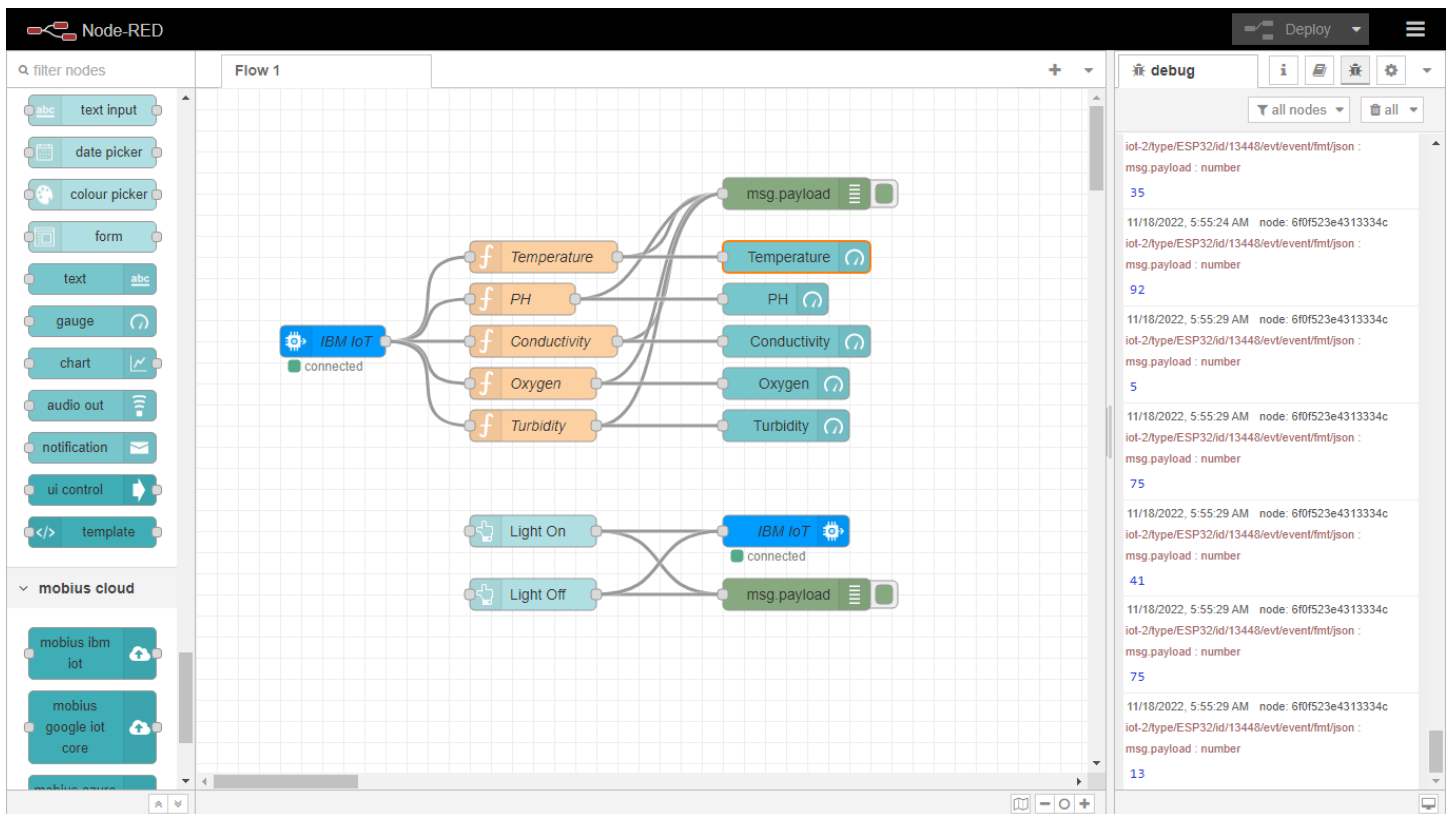 Node-RED
Deploy
filter nodes
Flow 1
debug
all nodes
all
abc text input
date picker
colour picker
form
text abc
gauge
chart
audio out
notification
ui control
</> template
mobius cloud
mobius ibm
iot
mobius
google iot
core
mobius azure
msg.payload
f Temperature
Temperature
f PH
PH
IBM IoT
connected
f Conductivity
Conductivity
f Oxygen
Oxygen
f Turbidity
Turbidity
Light On
IBM IoT
connected
Light Off
msg.payload
iot-2/type/ESP32/id/13448/evt/event/fmt/json :
msg.payload : number
35
11/18/2022, 5:55:24 AM node: 6f0f523e4313334c
iot-2/type/ESP32/id/13448/evt/event/fmt/json :
msg.payload : number
92
11/18/2022, 5:55:29 AM node: 6f0f523e4313334c
iot-2/type/ESP32/id/13448/evt/event/fmt/json :
msg.payload : number
5
11/18/2022, 5:55:29 AM node: 6f0f523e4313334c
iot-2/type/ESP32/id/13448/evt/event/fmt/json :
msg.payload : number
75
11/18/2022, 5:55:29 AM node: 6f0f523e4313334c
iot-2/type/ESP32/id/13448/evt/event/fmt/json :
msg.payload : number
41
11/18/2022, 5:55:29 AM node: 6f0f523e4313334c
iot-2/type/ESP32/id/13448/evt/event/fmt/json :
msg.payload : number
75
11/18/2022, 5:55:29 AM node: 6f0f523e4313334c
iot-2/type/ESP32/id/13448/evt/event/fmt/json :
msg.payload : number
13